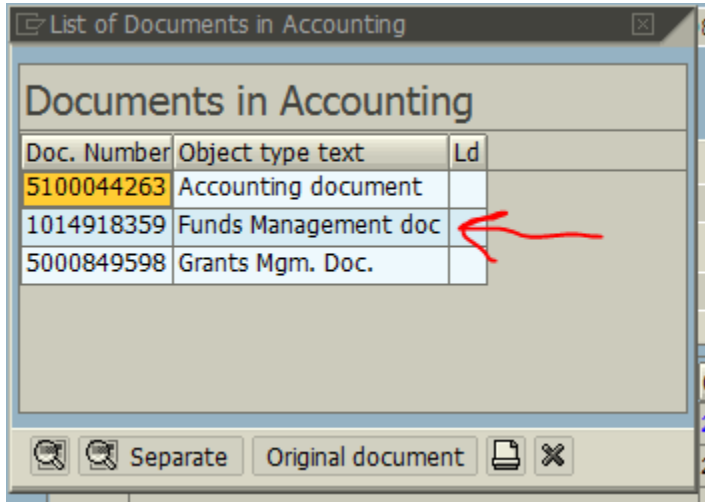 List of Documents in Accounting
Documents in Accounting
Doc. Number Object type text Ld
5100044263 Accounting document
1014918359 Funds Management doc
5000849598 Grants Mgm. Doc.
Separate Original document